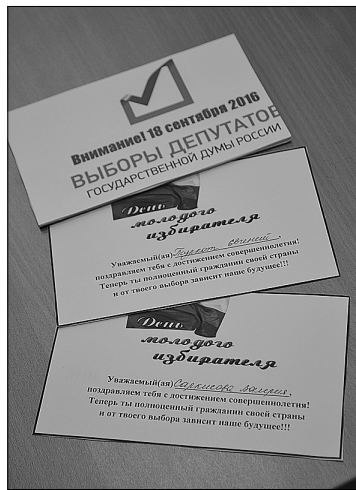 Внимание! 18 сентября 2016
ВЫБОРЫ ДЕПУТАТОВ
ГОСУДАРСТВЕННОЙ ДУМЫ РОССИИ
День
молодого
избирателя
Уважаемый(ая)
поздравляем тебя с достижением совершеннолетия!
Теперь ты полноценный гражданин своей страны
и от твоего выбора зависит наше будущее!!!
День
молодого
избирателя
Уважаемый(ая) Саркисова Валерия,
поздравляем тебя с достижением совершеннолетия!
Теперь ты полноценный гражданин своей страны
и от твоего выбора зависит наше будущее!!!